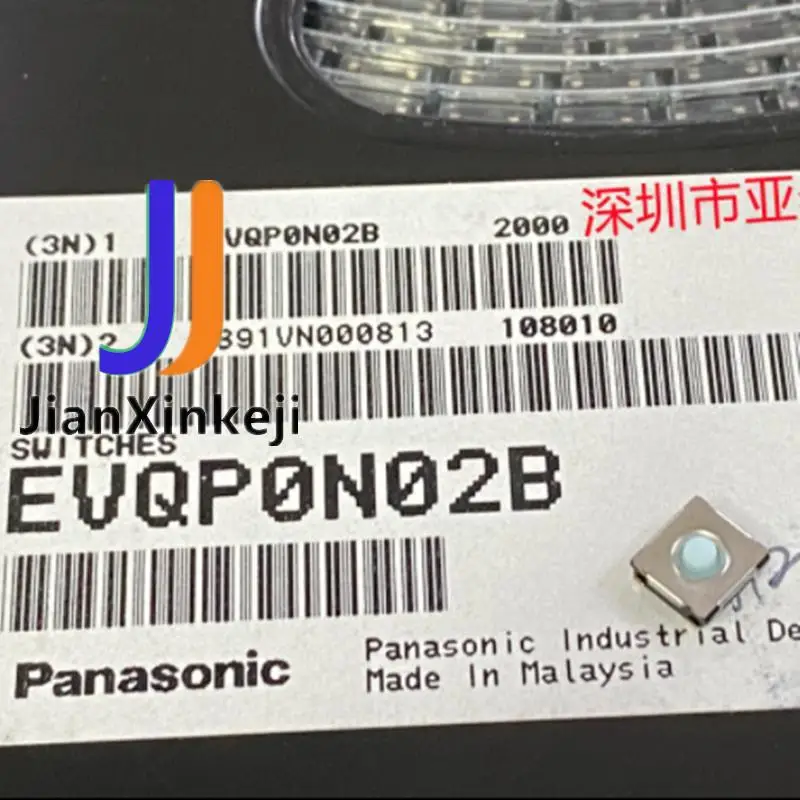 深圳市亚
(3N)1 VQP0N02B 2000
(3N)2 391VN000813 108010
JianXinkeji
SWITCHES
EVQP0N02B
Panasonic
Panasonic Industrial De
Made In Malaysia